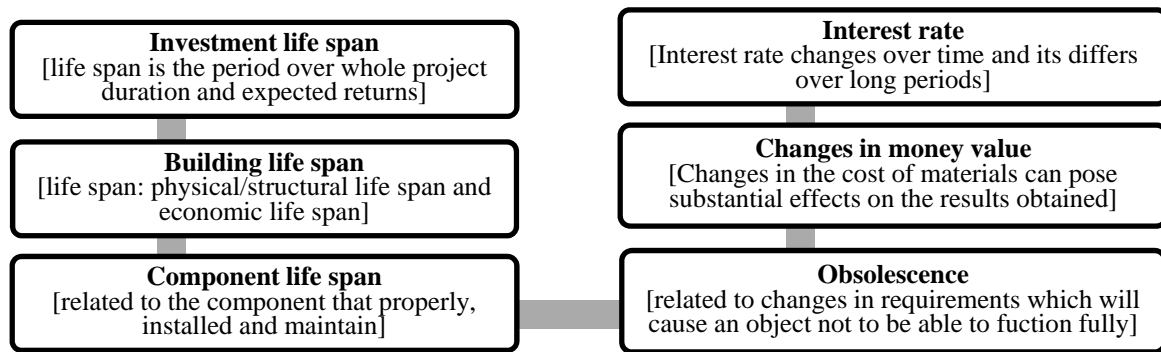 Investment life span
[life span is the period over whole project
duration and expected returns]
Building life span
[life span: physical/structural life span and
economic life span]
Component life span
[related to the component that properly,
installed and maintain]
Interest rate
[Interest rate changes over time and its differs
over long periods]
Changes in money value
[Changes in the cost of materials can pose
substantial effects on the results obtained]
Obsolescence
[related to changes in requirements which will
cause an object not to be able to fuction fully]